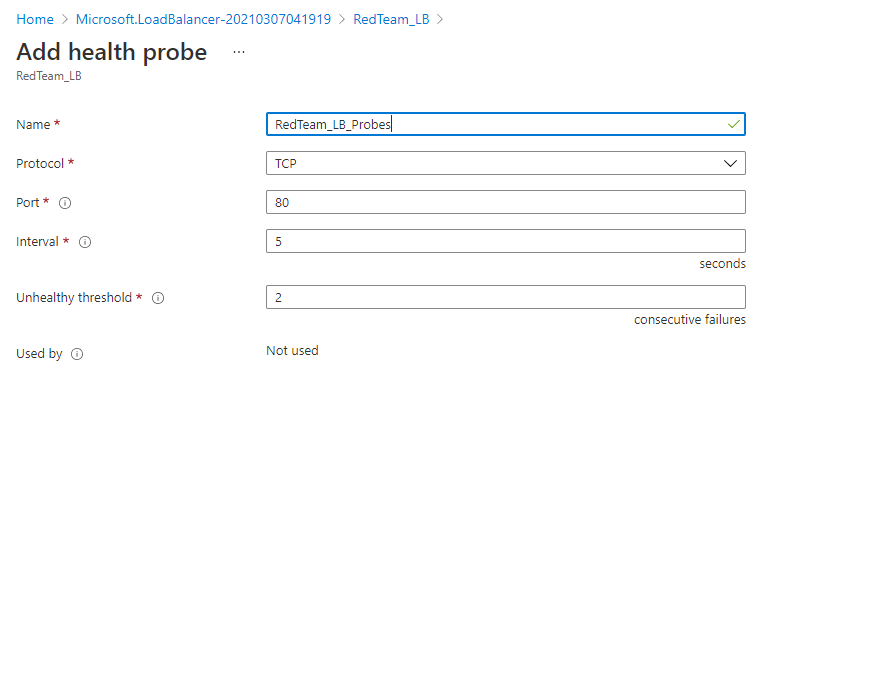 Home > Microsoft.LoadBalancer-20210307041919 > RedTeam_LB >
Add health probe ...
RedTeam_LB
Name * RedTeam_LB_Probes
Protocol * TCP
Port * 80
Interval * 5
seconds
Unhealthy threshold * 2
consecutive failures
Used by Not used